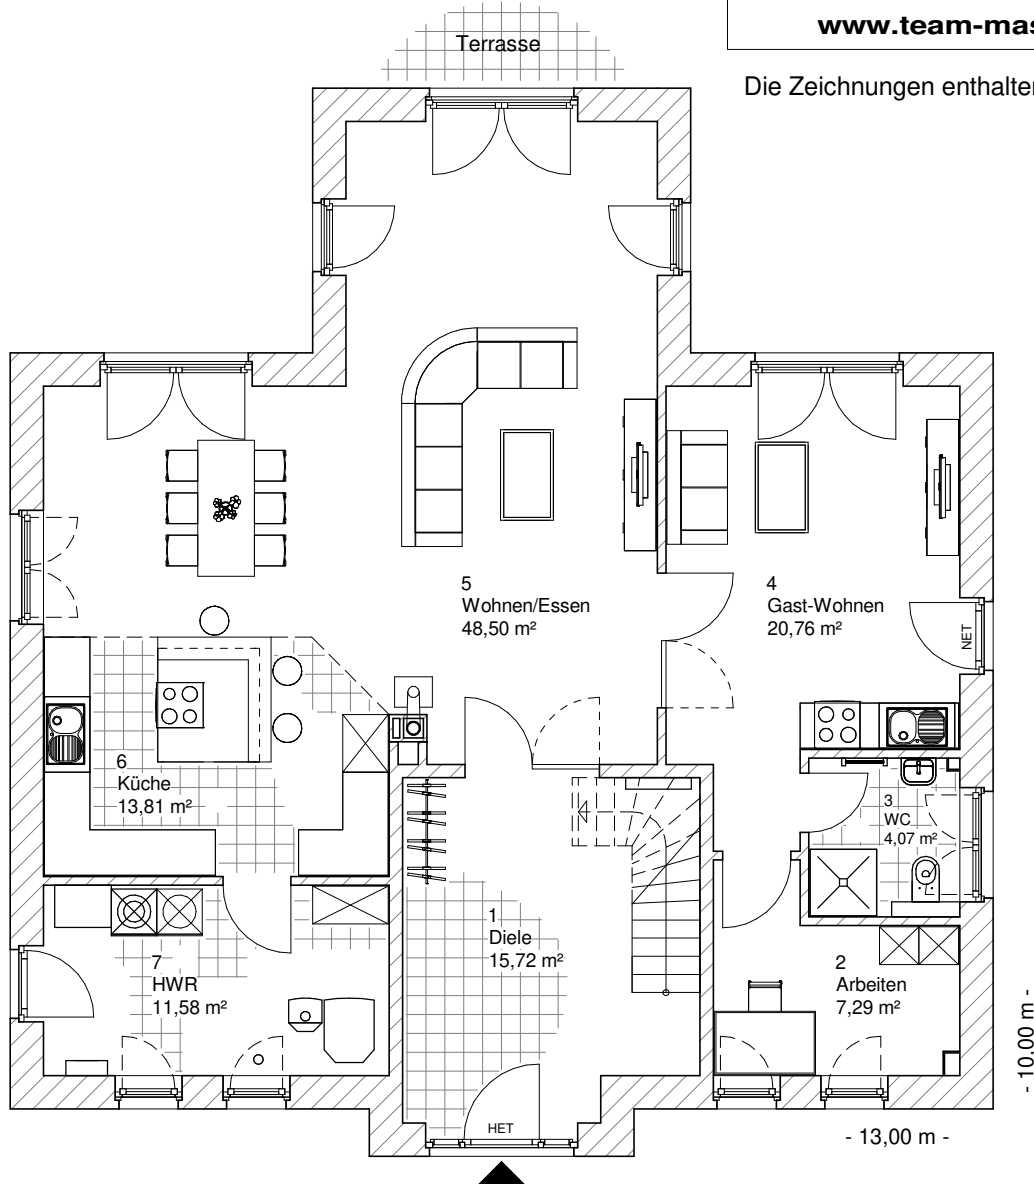 www.team-mas
Terrasse
Die Zeichnungen enthalten
5
Wohnen/Essen
48,50 m²
4
Gast-Wohnen
20,76 m²
NET
6
Küche
13,81 m²
3
WC
4,07 m²
1
Diele
15,72 m²
7
HWR
11,58 m²
2
Arbeiten
7,29 m²
- 10,00 m -
HET
- 13,00 m -